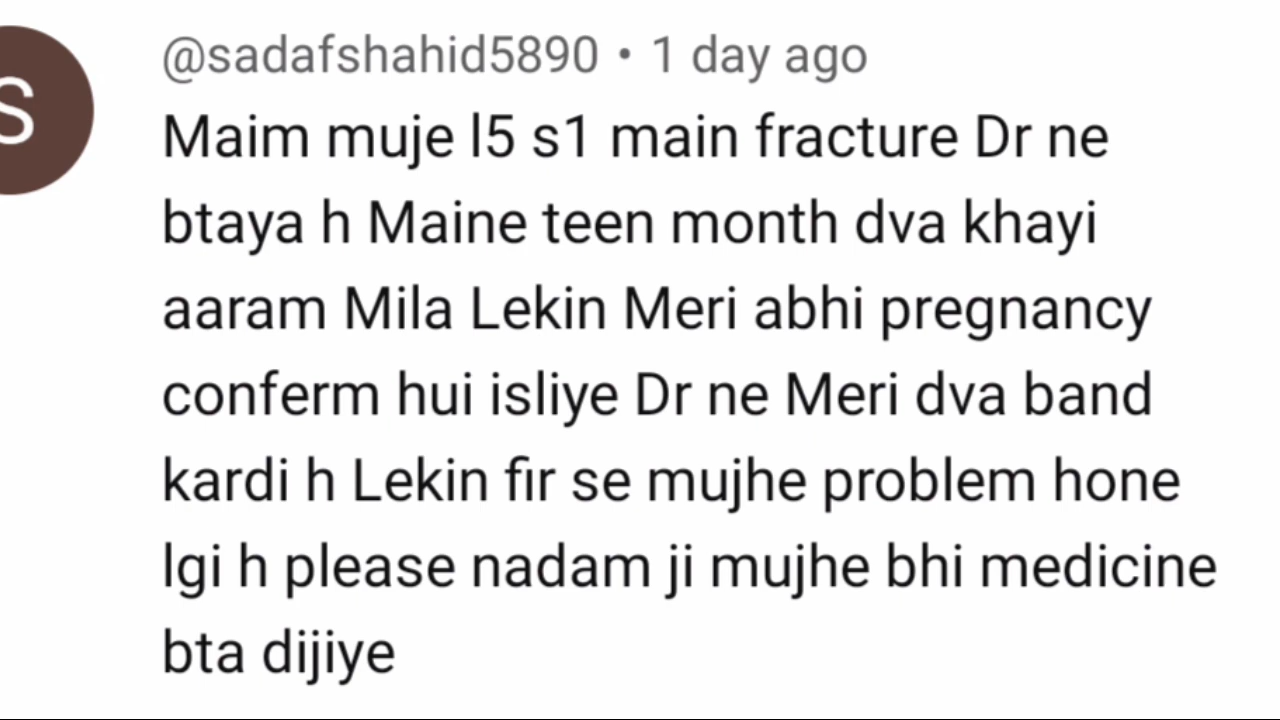 S
@sadafshahid5890 • 1 day ago
Maim muje l5 s1 main fracture Dr ne
btaya h Maine teen month dva khayi
aaram Mila Lekin Meri abhi pregnancy
conferm hui isliye Dr ne Meri dva band
kardi h Lekin fir se mujhe problem hone
lgi h please nadam ji mujhe bhi medicine
bta dijiye